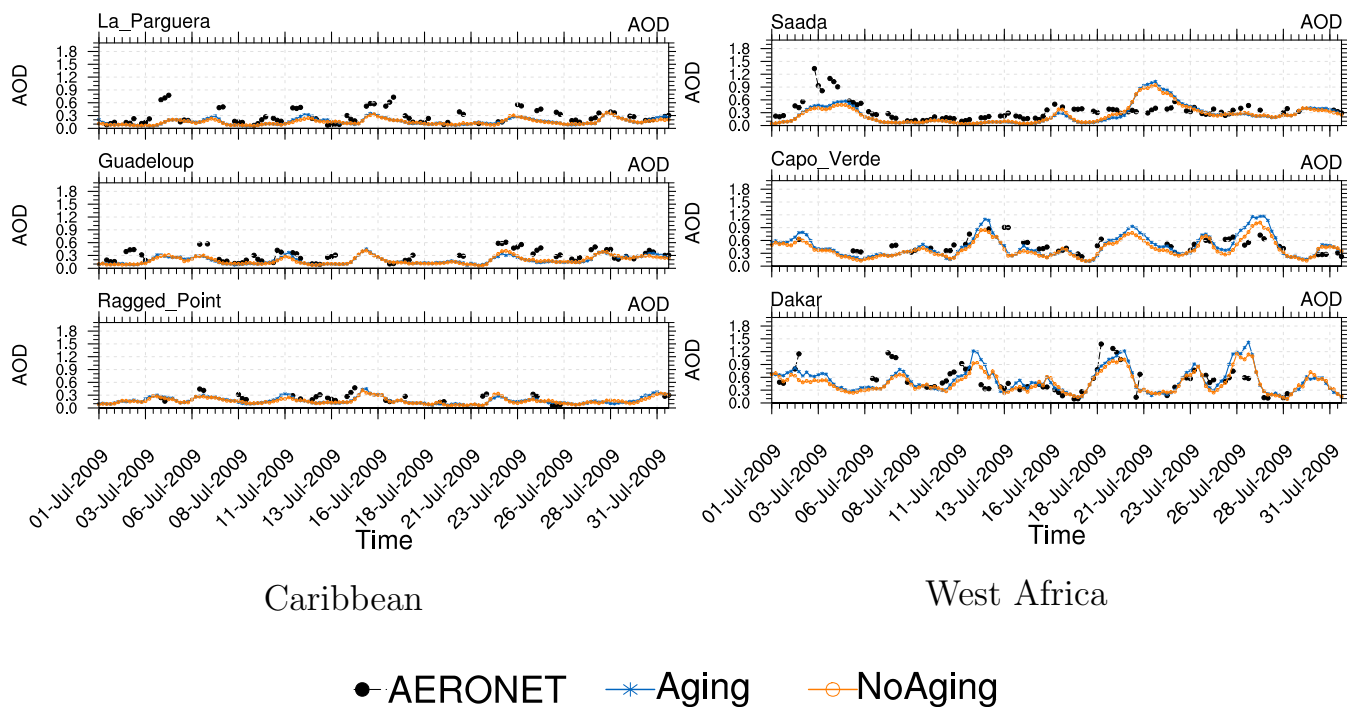 La_Parguera AOD
AOD
1.8
1.5
1.2
0.9
0.6
0.3
0.0
Guadeloup AOD
AOD
1.8
1.5
1.2
0.9
0.6
0.3
0.0
Ragged_Point AOD
AOD
1.8
1.5
1.2
0.9
0.6
0.3
0.0
01-Jul-2009
03-Jul-2009
06-Jul-2009
08-Jul-2009
11-Jul-2009
13-Jul-2009
16-Jul-2009
18-Jul-2009
21-Jul-2009
23-Jul-2009
26-Jul-2009
28-Jul-2009
31-Jul-2009
Time
Caribbean
Saada AOD
AOD
1.8
1.5
1.2
0.9
0.6
0.3
0.0
Capo_Verde AOD
AOD
1.8
1.5
1.2
0.9
0.6
0.3
0.0
Dakar AOD
AOD
1.8
1.5
1.2
0.9
0.6
0.3
0.0
01-Jul-2009
03-Jul-2009
06-Jul-2009
08-Jul-2009
11-Jul-2009
13-Jul-2009
16-Jul-2009
18-Jul-2009
21-Jul-2009
23-Jul-2009
26-Jul-2009
28-Jul-2009
31-Jul-2009
Time
West Africa
AERONET Aging NoAging